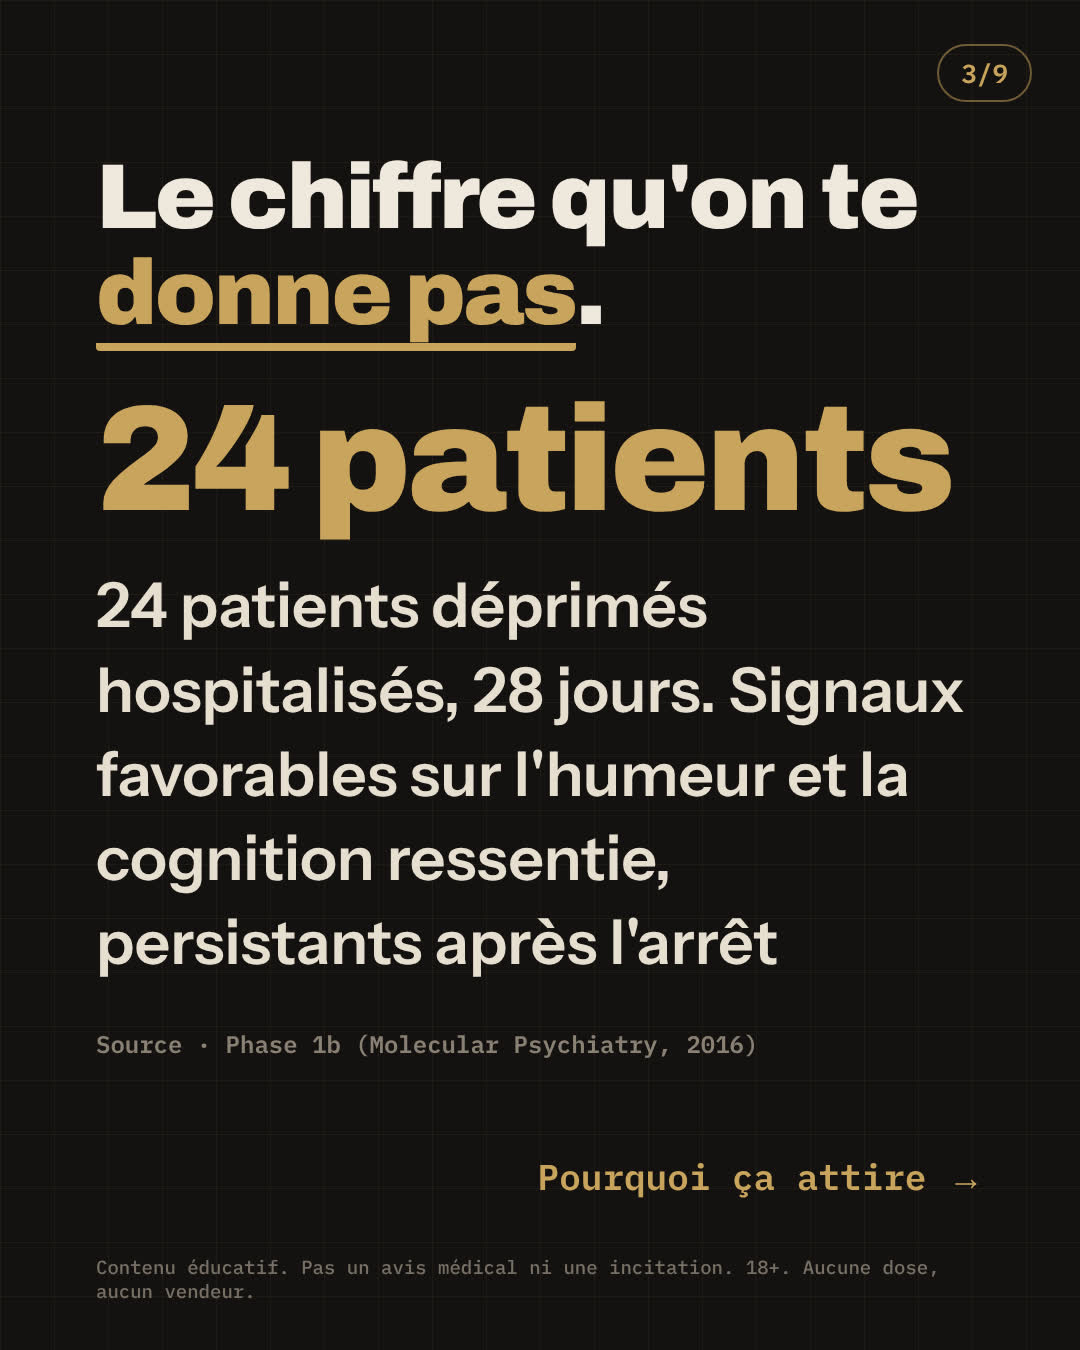 3/9
Le chiffre qu'on te
donne pas.
24 patients
24 patients déprimés
hospitalisés, 28 jours. Signaux
favorables sur l'humeur et la
cognition ressentie,
persistants après l'arrêt
Source · Phase 1b (Molecular Psychiatry, 2016)
Pourquoi ça attire →
Contenu éducatif. Pas un avis médical ni une incitation. 18+. Aucune dose,
aucun vendeur.